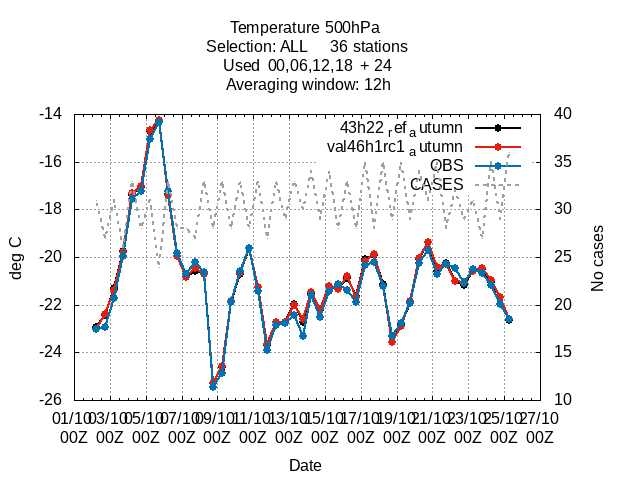 Temperature 500hPa
Selection: ALL 36 stations
Used 00,06,12,18 + 24
Averaging window: 12h
43h22 ref a utumn
val46h1rc1 a utumn
OBS
CASES
deg C
-14
-16
-18
-20
-22
-24
-26
40
35
30
25
20
15
10
No cases
01/10 03/10 05/10 07/10 09/10 11/10 13/10 15/10 17/10 19/10 21/10 23/10 25/10 27/10
00Z 00Z 00Z 00Z 00Z 00Z 00Z 00Z 00Z 00Z 00Z 00Z 00Z 00Z
Date